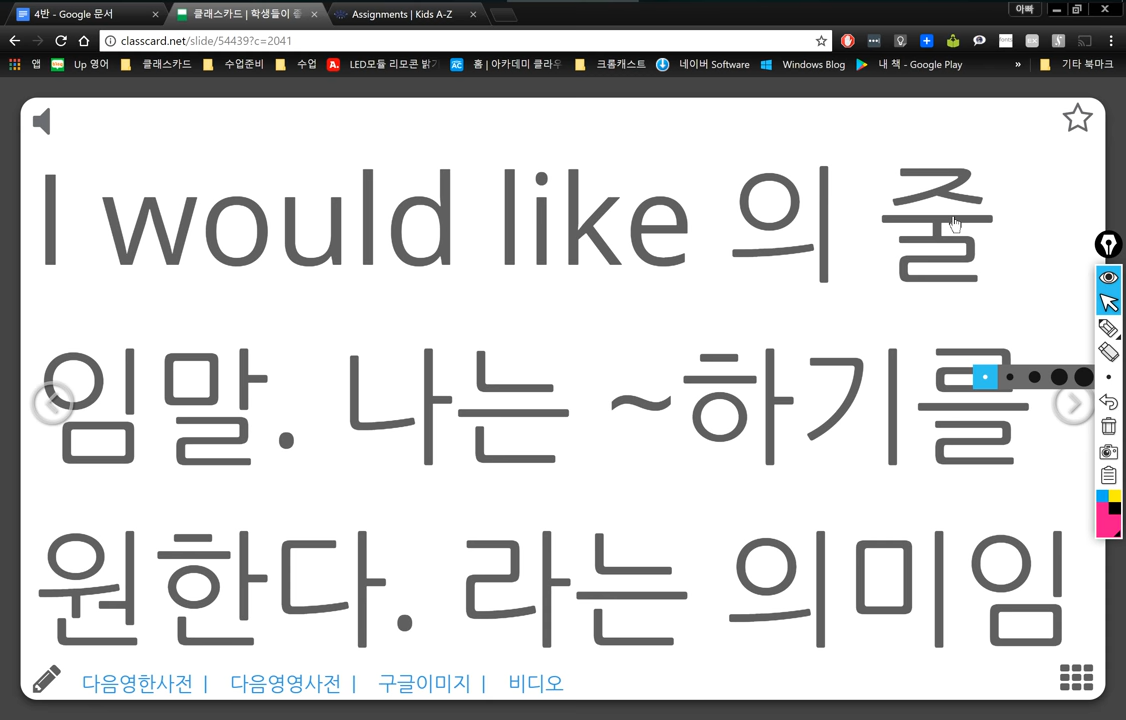 4반 - Google 문서
클래스카드 | 학생들이 즐
Assignments | Kids A-Z
아빠
classcard.net/slide/54439?c=2041
앱 Up 영어 클래스카드 수업준비 수업 LED모듈 리모콘 밝기 홈 | 아카데미 클라우 크롬캐스트 네이버 Software Windows Blog 내 책 - Google Play » 기타 북마크
I would like 의 줄
임말. 나는 ~하기를
원한다. 라는 의미임
다음영한사전 | 다음영영사전 | 구글이미지 | 비디오